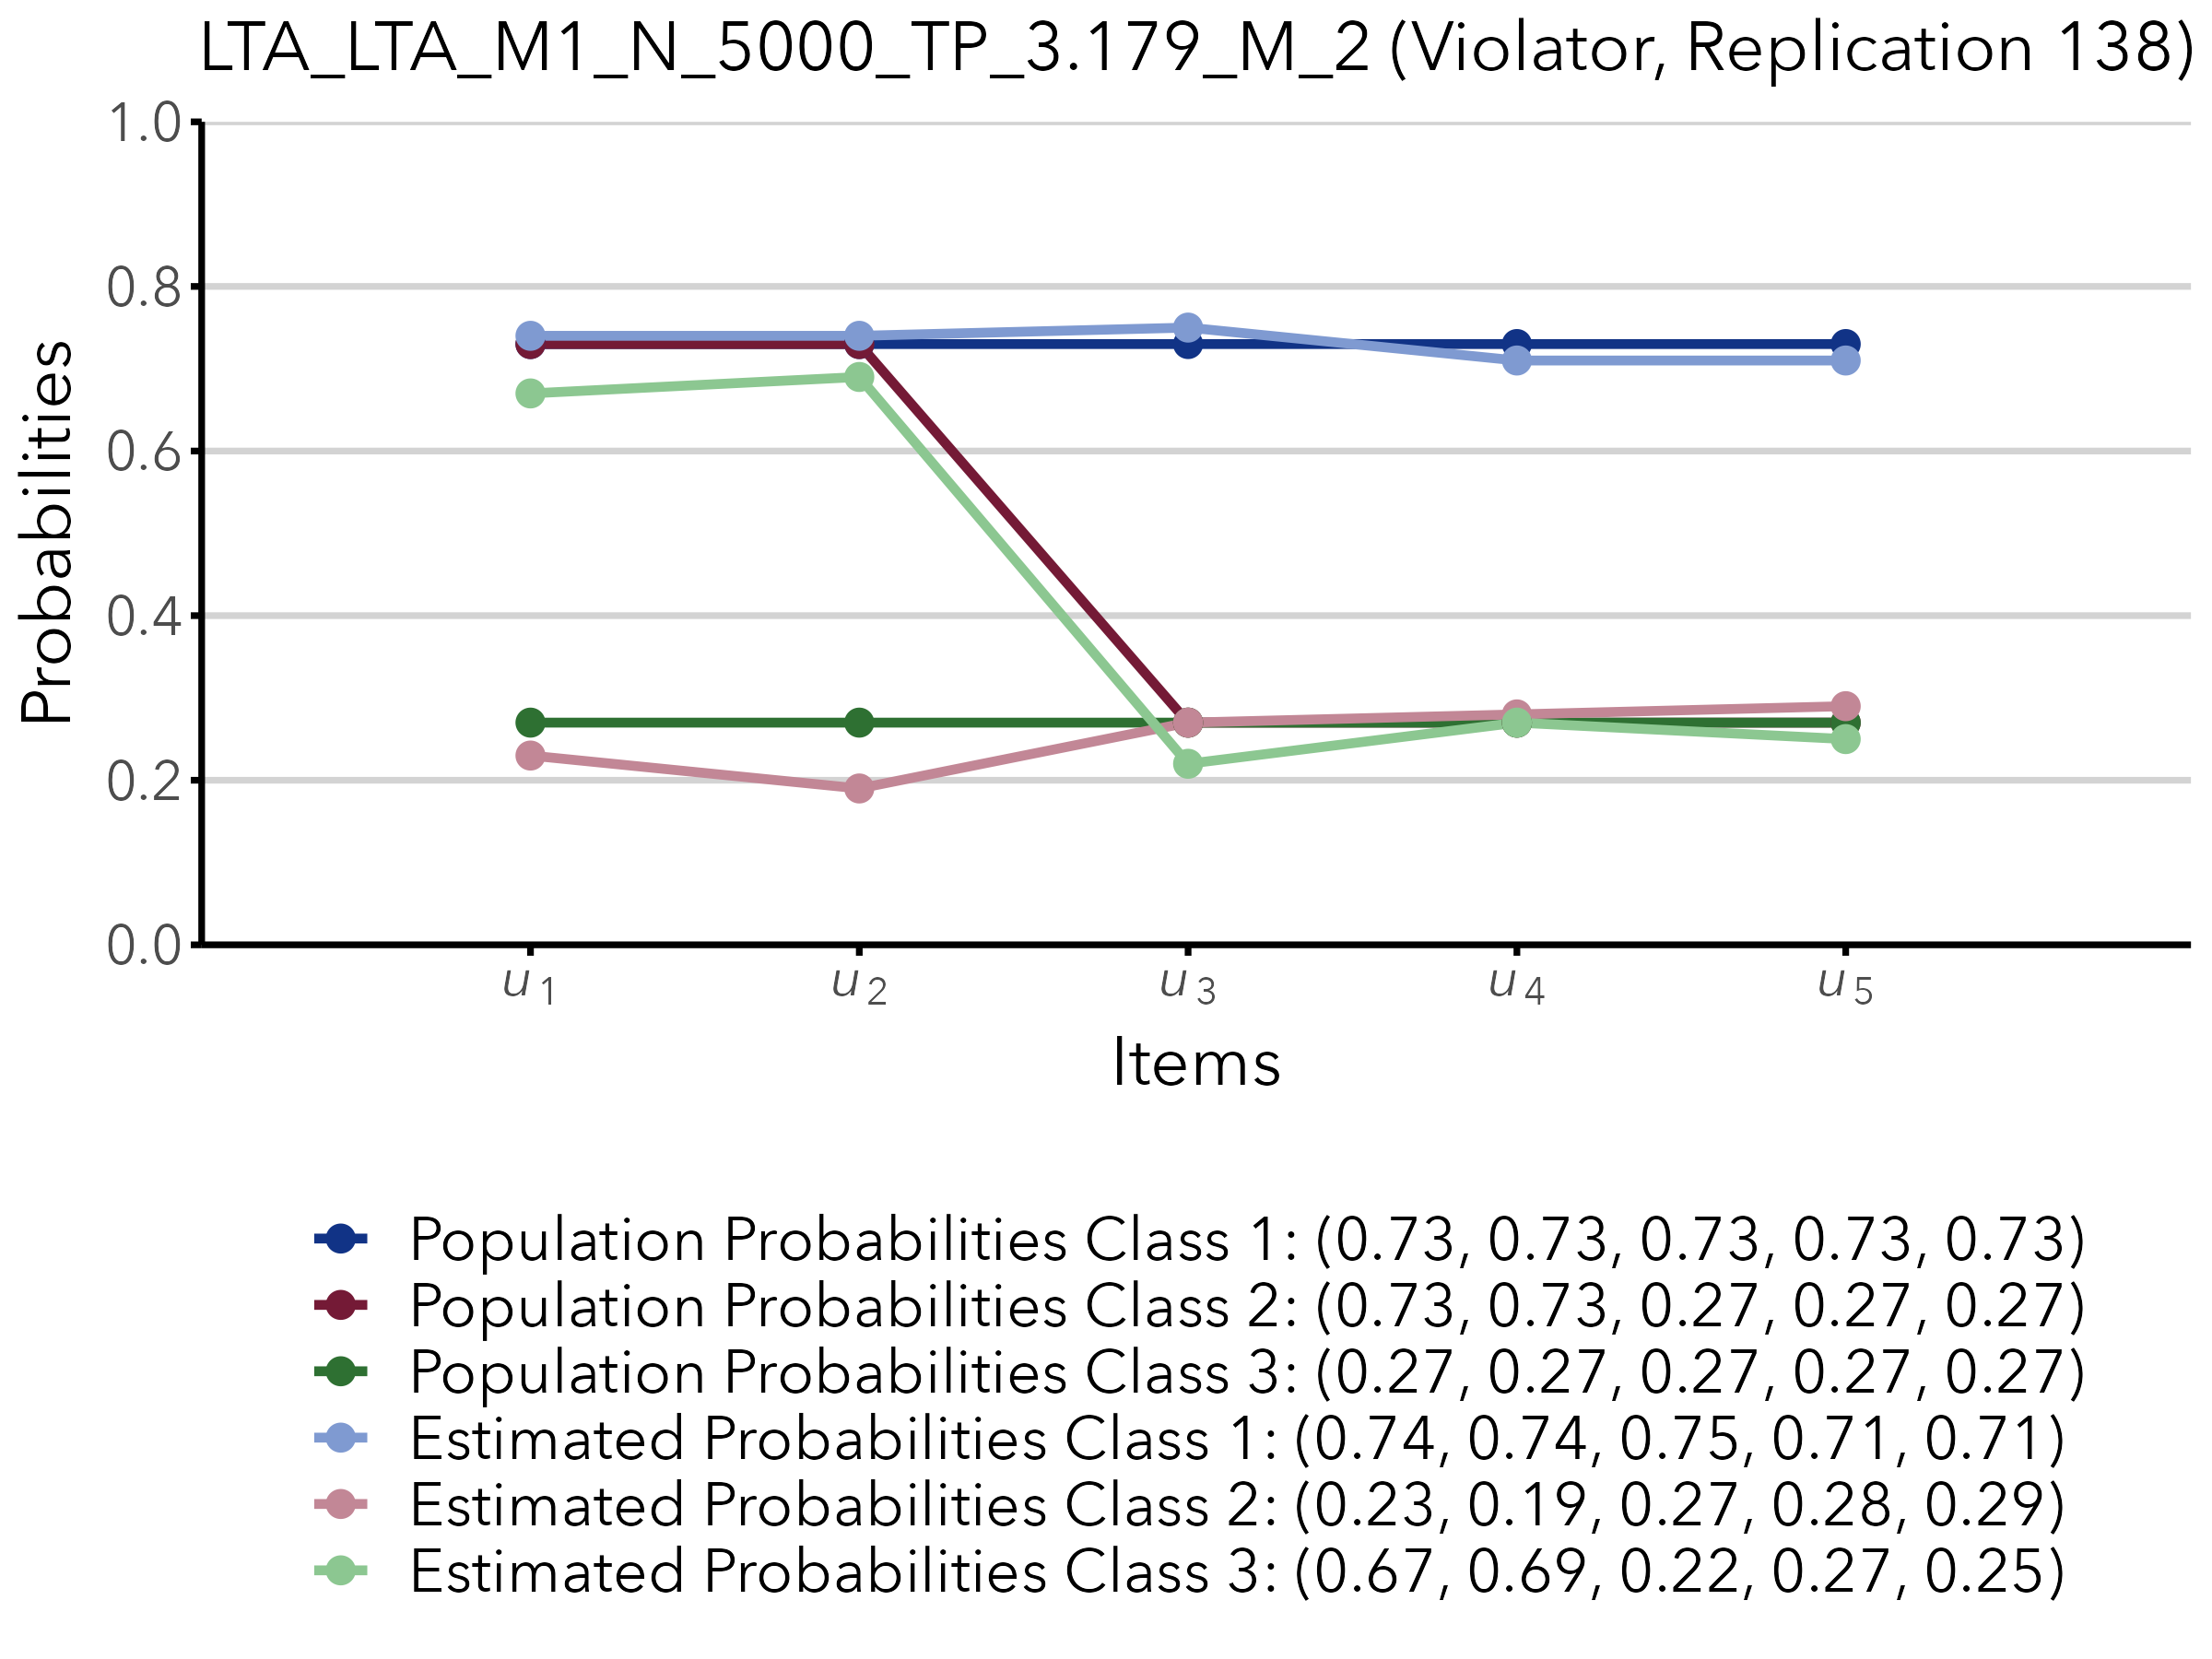 LTA_LTA_M1_N_5000_TP_3.179_M_2 (Violator, Replication 138)
1.0
0.8
0.6
0.4
0.2
0.0
Probabilities
u1
u2
u3
u4
u5
Items
Population Probabilities Class 1: (0.73, 0.73, 0.73, 0.73, 0.73)
Population Probabilities Class 2: (0.73, 0.73, 0.27, 0.27, 0.27)
Population Probabilities Class 3: (0.27, 0.27, 0.27, 0.27, 0.27)
Estimated Probabilities Class 1: (0.74, 0.74, 0.75, 0.71, 0.71)
Estimated Probabilities Class 2: (0.23, 0.19, 0.27, 0.28, 0.29)
Estimated Probabilities Class 3: (0.67, 0.69, 0.22, 0.27, 0.25)